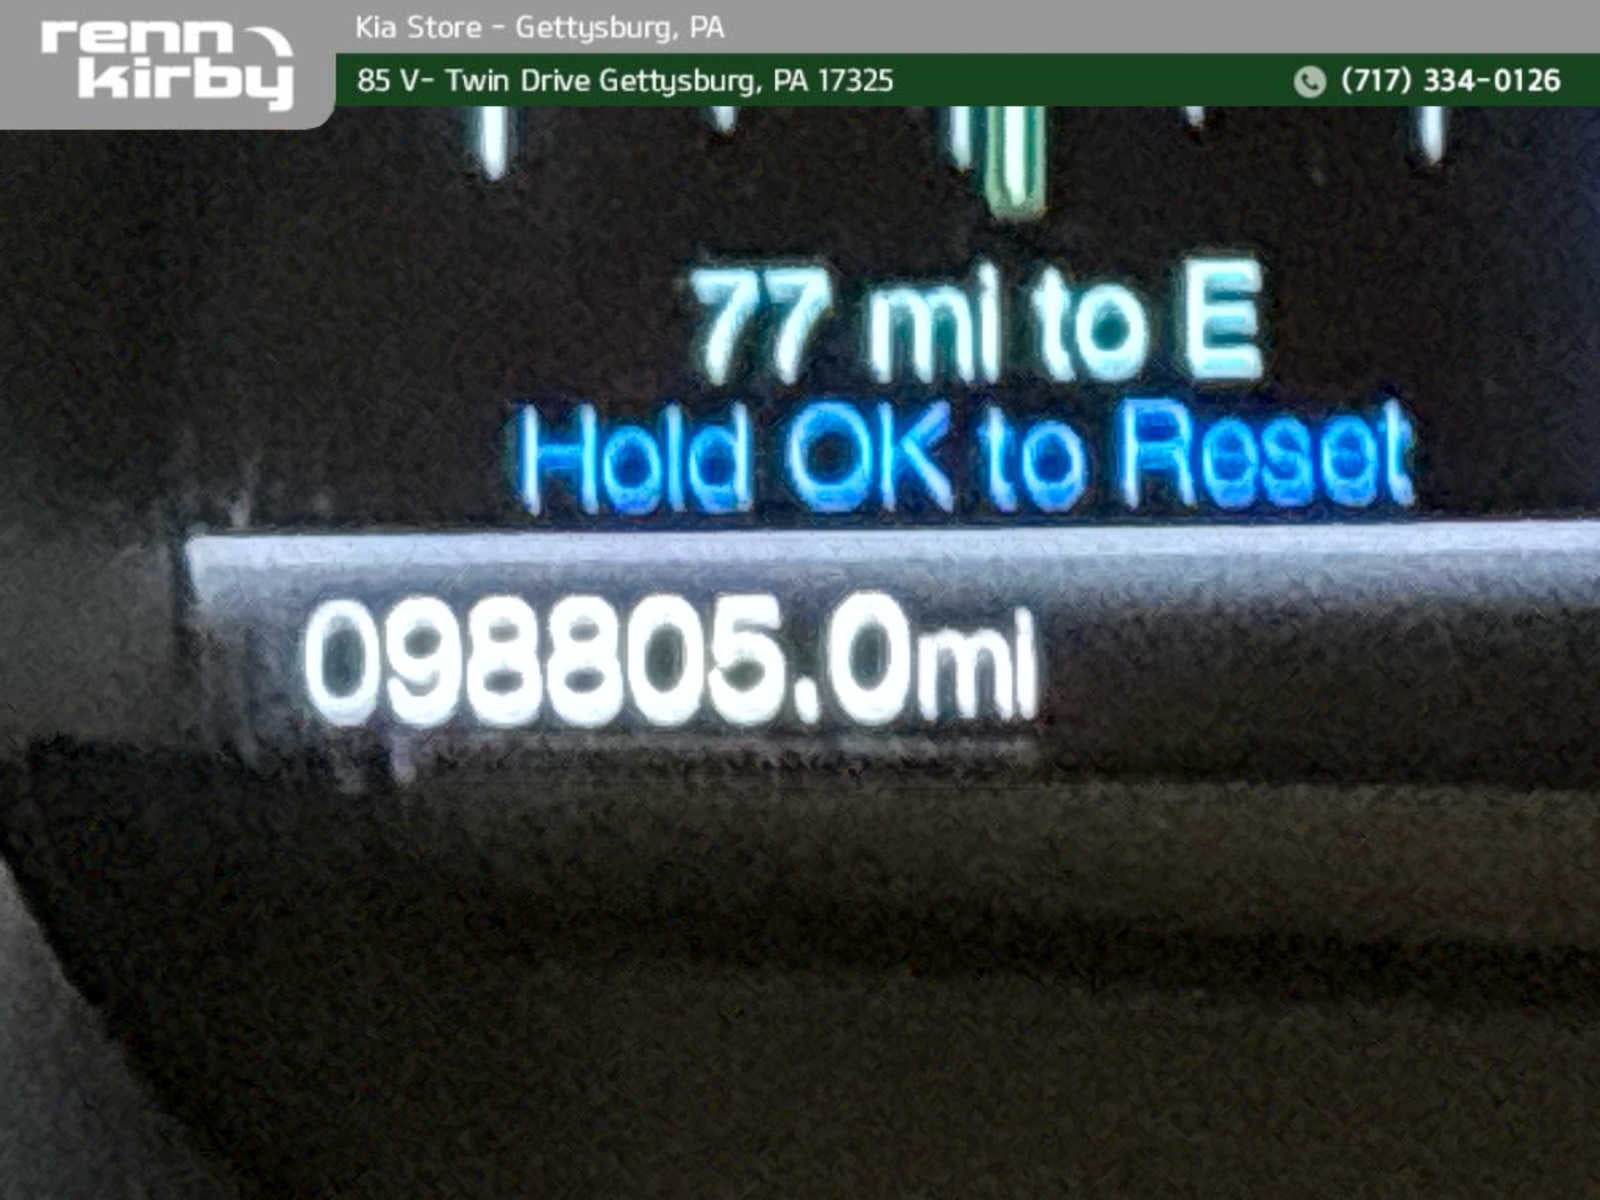 renn
kirby
Kia Store - Gettysburg, PA
85 V- Twin Drive Gettysburg, PA 17325
(717) 334-0126
77 mi to E
Hold OK to Reset
098805.0mi